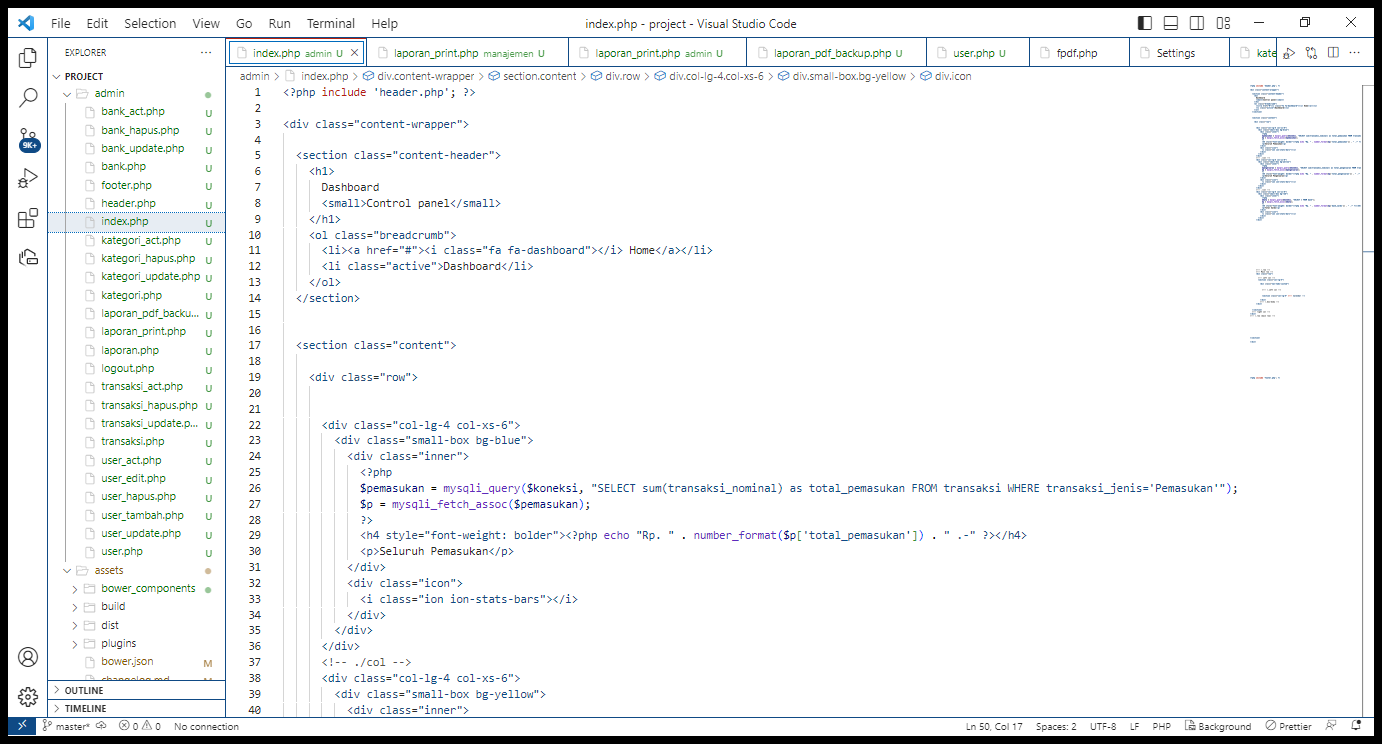 File Edit Selection View Go Run Terminal Help index.php - project - Visual Studio Code
EXPLORER ···
index.php admin U laporan_print.php manajemen U laporan_print.php admin U laporan_pdf_backup.php U user.php U fpdf.php Settings kate
admin > index.php > div.content-wrapper > section.content > div.row > div.col-lg-4.col-xs-6 > div.small-box.bg-yellow > div.icon
PROJECT
admin
bank_act.php U
bank_hapus.php U
bank_update.php U
bank.php U
footer.php U
header.php U
index.php U
kategori_act.php U
kategori_hapus.php U
kategori_update.php U
kategori.php U
laporan_pdf_backu... U
laporan_print.php U
laporan.php U
logout.php U
transaksi_act.php U
transaksi_hapus.php U
transaksi_update.p... U
transaksi.php U
user_act.php U
user_edit.php U
user_hapus.php U
user_tambah.php U
user_update.php U
user.php U
assets
bower_components
build
dist
plugins
bower.json M
changelog.md
OUTLINE
TIMELINE
9K+
1 <?php include 'header.php'; ?>
2
3 <div class="content-wrapper">
4
5 <section class="content-header">
6 <h1>
7 Dashboard
8 <small>Control panel</small>
9 </h1>
10 <ol class="breadcrumb">
11 <li><a href="#"><i class="fa fa-dashboard"></i> Home</a></li>
12 <li class="active">Dashboard</li>
13 </ol>
14 </section>
15
16
17 <section class="content">
18
19 <div class="row">
20
21
22 <div class="col-lg-4 col-xs-6">
23 <div class="small-box bg-blue">
24 <div class="inner">
25 <?php
26 $pemasukan = mysqli_query($koneksi, "SELECT sum(transaksi_nominal) as total_pemasukan FROM transaksi WHERE transaksi_jenis='Pemasukan'");
27 $p = mysqli_fetch_assoc($pemasukan);
28 ?>
29 <h4 style="font-weight: bolder"><?php echo "Rp. " . number_format($p['total_pemasukan']) . " .-" ?></h4>
30 <p>Seluruh Pemasukan</p>
31 </div>
32 <div class="icon">
33 <i class="ion ion-stats-bars"></i>
34 </div>
35 </div>
36 </div>
37 <!-- ./col -->
38 <div class="col-lg-4 col-xs-6">
39 <div class="small-box bg-yellow">
40 <div class="inner">
master* 0 0 No connection Ln 50, Col 17 Spaces: 2 UTF-8 LF PHP Background Prettier